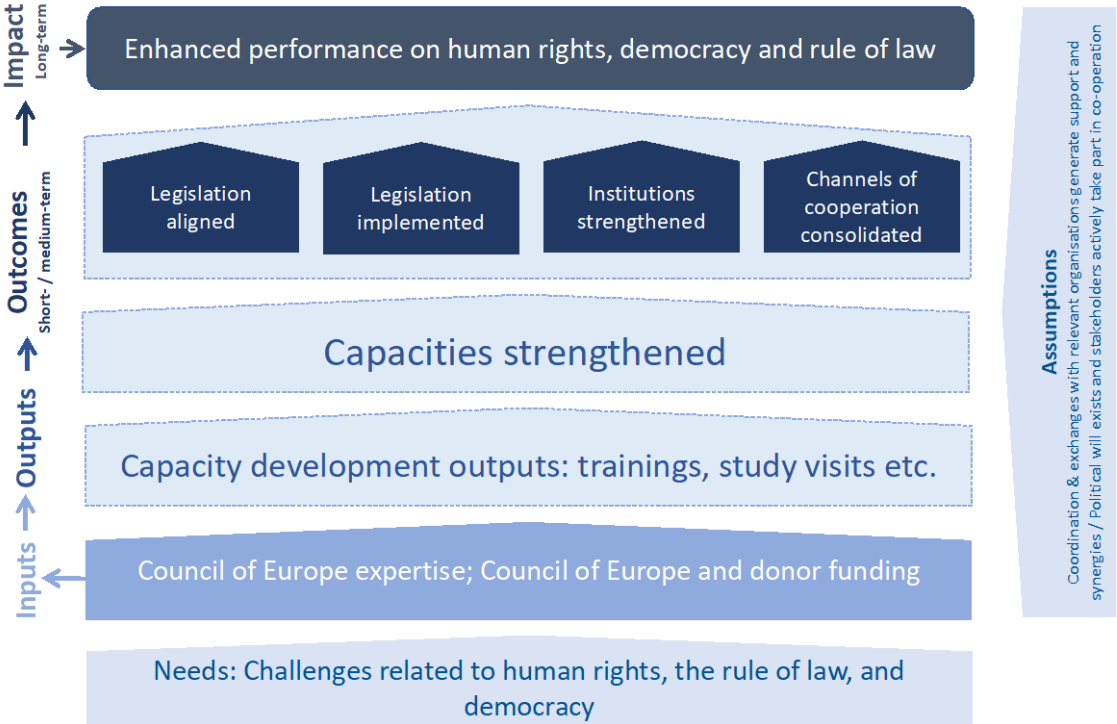 Impact
Long-term
Enhanced performance on human rights, democracy and rule of law
Outcomes
Short- / medium-term
Legislation
aligned
Legislation
implemented
Institutions
strengthened
Channels of
cooperation
consolidated
Capacities strengthened
Outputs
Capacity development outputs: trainings, study visits etc.
Inputs
Council of Europe expertise; Council of Europe and donor funding
Needs: Challenges related to human rights, the rule of law, and
democracy
Assumptions
Coordination & exchanges with relevant organisations generate support and
synergies / Political will exists and stakeholders actively take part in co-operation